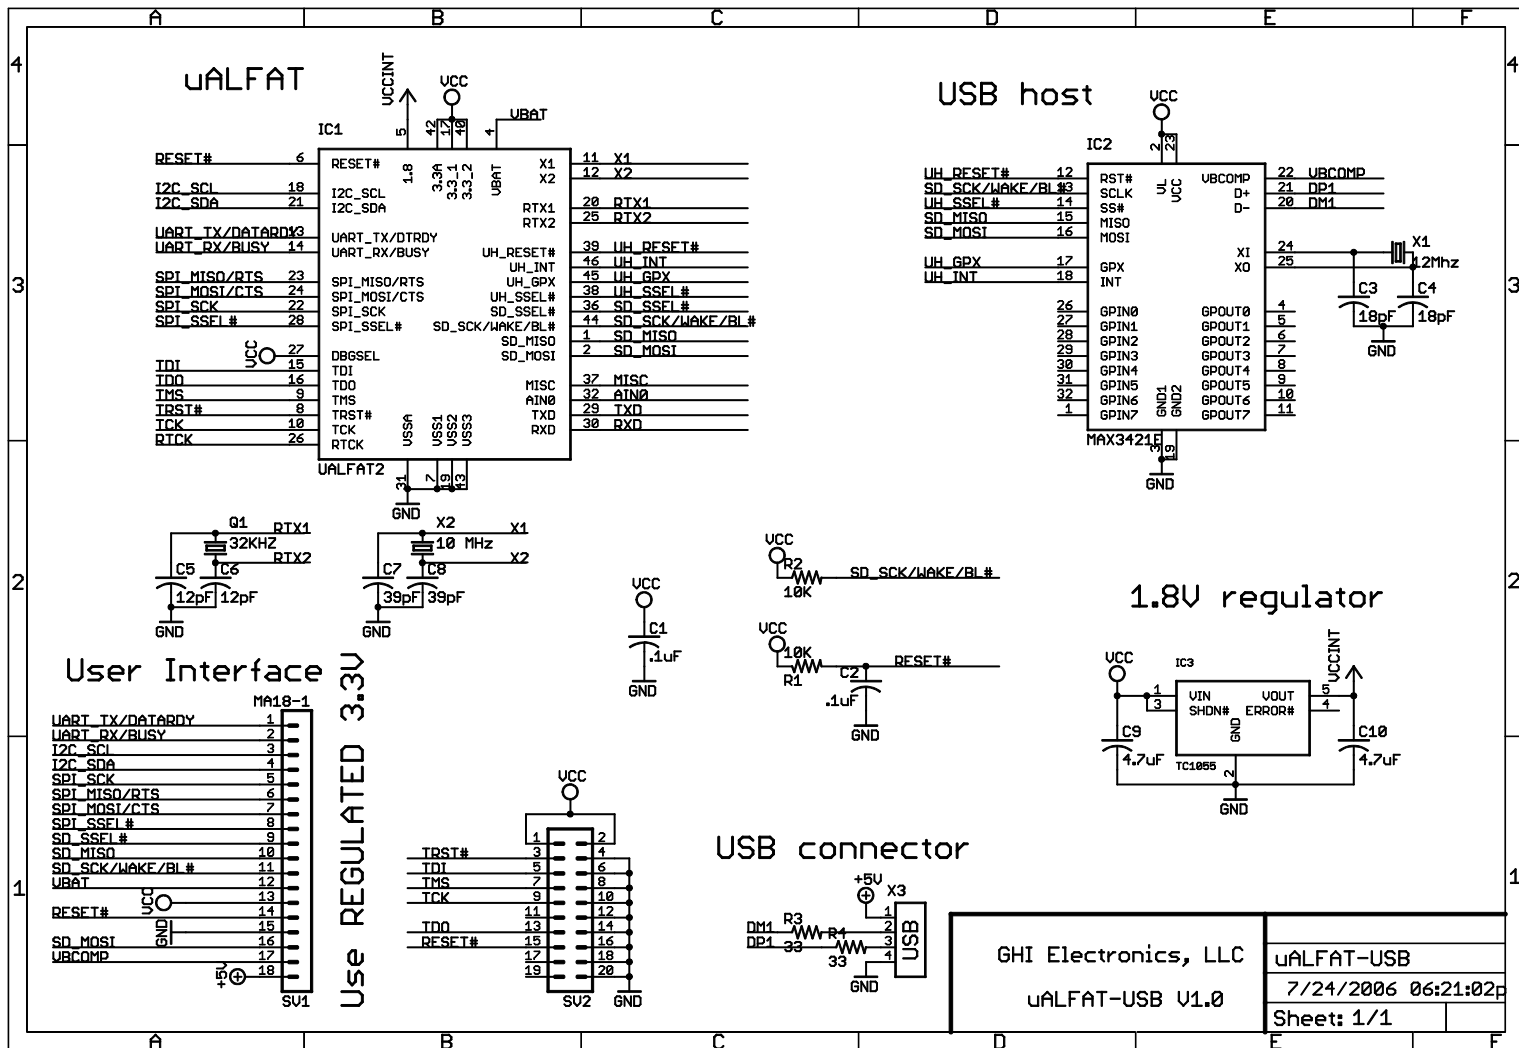 A B C D E F
4 4
uALFAT
USB host
VCCINT
VCC
VBAT
5 42 17 40 4
IC1
RESET# 6 RESET#
I2C_SCL 18 I2C_SCL
I2C_SDA 21 I2C_SDA
UART_TX/DATARDY 13 UART_TX/DTRDY
UART_RX/BUSY 14 UART_RX/BUSY
SPI_MISO/RTS 23 SPI_MISO/RTS
SPI_MOSI/CTS 24 SPI_MOSI/CTS
SPI_SCK 22 SPI_SCK
SPI_SSEL# 28 SPI_SSEL#
VCC 27 DBGSEL
TDI 15 TDI
TDO 16 TDO
TMS 9 TMS
TRST# 8 TRST#
TCK 10 TCK
RTCK 26 RTCK
1.8 3.3A 3.3_1 3.3_2 VBAT
X1 11 X1
X2 12 X2
RTX1 20 RTX1
RTX2 25 RTX2
UH_RESET# 39 UH_RESET#
UH_INT 46 UH_INT
UH_GPX 45 UH_GPX
UH_SSEL# 38 UH_SSEL#
SD_SSEL# 36 SD_SSEL#
SD_SCK/WAKE/BL# 44 SD_SCK/WAKE/BL#
SD_MISO 1 SD_MISO
SD_MOSI 2 SD_MOSI
MISC 37 MISC
AIN0 32 AIN0
TXD 29 TXD
RXD 30 RXD
VSSA VSS1 VSS2 VSS3
UALFAT2
31 7 19 43
GND
VCC
IC2
2 23
VL VCC
UH_RESET# 12 RST#
SD_SCK/WAKE/BL# 13 SCLK
UH_SSEL# 14 SS#
SD_MISO 15 MISO
SD_MOSI 16 MOSI
UH_GPX 17 GPX
UH_INT 18 INT
26 GPIN0
27 GPIN1
28 GPIN2
29 GPIN3
30 GPIN4
31 GPIN5
32 GPIN6
1 GPIN7
VBCOMP 22 VBCOMP
D+ 21 DP1
D- 20 DM1
XI 24
XO 25
X1
12Mhz
C3 C4
18pF 18pF
GND
GPOUT0 4
GPOUT1 5
GPOUT2 6
GPOUT3 7
GPOUT4 8
GPOUT5 9
GPOUT6 10
GPOUT7 11
GND1 GND2
MAX3421E
3 19
GND
3 3
Q1 RTX1
32KHZ
RTX2
C5 C6
12pF 12pF
GND
X2 X1
10 MHz
X2
C7 C8
39pF 39pF
GND
2 2
VCC
C1
.1uF
GND
VCC
R2 SD_SCK/WAKE/BL#
10K
VCC
10K RESET#
R1 C2
.1uF
GND
1.8V regulator
VCC
IC3
VCCINT
1 VIN VOUT 5
3 SHDN# ERROR# 4
GND
C9
4.7uF
TC1055
2
C10
4.7uF
GND
User Interface
MA18-1
UART_TX/DATARDY 1
UART_RX/BUSY 2
I2C_SCL 3
I2C_SDA 4
SPI_SCK 5
SPI_MISO/RTS 6
SPI_MOSI/CTS 7
SPI_SSEL# 8
SD_SSEL# 9
SD_MISO 10
SD_SCK/WAKE/BL# 11
VBAT 12
VCC 13
RESET# 14
GND 15
SD_MOSI 16
VBCOMP 17
+5V 18
SV1
Use REGULATED 3.3V
VCC
1 2
TRST# 3 4
TDI 5 6
TMS 7 8
TCK 9 10
11 12
TDO 13 14
RESET# 15 16
17 18
19 20
SV2 GND
USB connector
+5V X3
1
DM1 R3 2
DP1 33 R4 3
33 4
USB
GND
1 1
GHI Electronics, LLC
uALFAT-USB V1.0
uALFAT-USB
7/24/2006 06:21:02p
Sheet: 1/1
A B C D E F